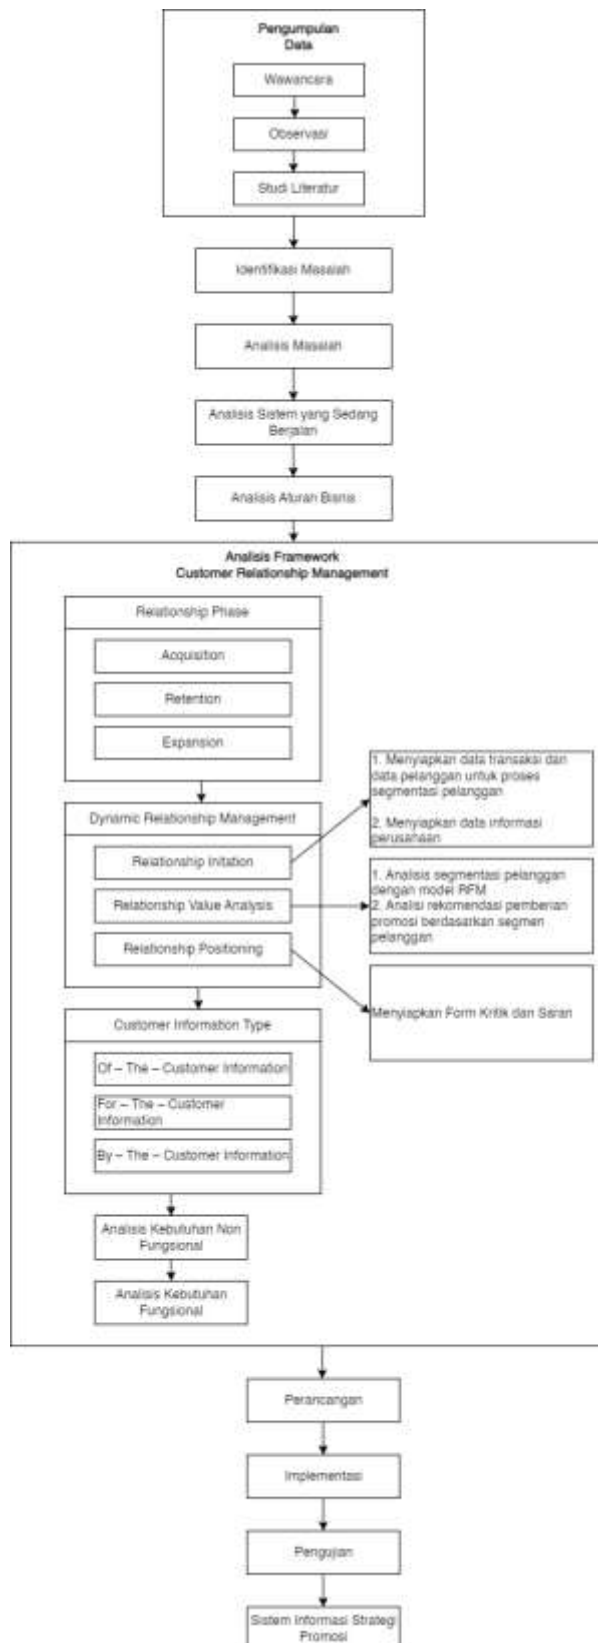 Pengumpulan
Data
Wawancara
Observasi
Studi Literatur
Identifikasi Masalah
Analisis Masalah
Analisis Sistem yang Sedang
Berjalan
Analisis Aturan Bisnis
Analisis Framework
Customer Relationship Management
Relationship Phase
Acquisition
Retention
Expansion
Dynamic Relationship Management
Relationship Initation
Relationship Value Analysis
Relationship Positioning
1. Menyiapkan data transaksi dan
data pelanggan untuk proses
segmentasi pelanggan
2. Menyiapkan data informasi
perusahaan
1. Analisis segmentasi pelanggan
dengan model RFM
2. Analisi rekomendasi pemberian
promosi berdasarkan segmen
pelanggan
Menyiapkan Form Kritik dan Saran
Customer Information Type
Of – The – Customer Information
For – The – Customer
Information
By – The – Customer Information
Analisis Kebutuhan Non
Fungsional
Analisis Kebutuhan
Fungsional
Perancangan
Implementasi
Pengujian
Sistem Informasi Strategi
Promosi